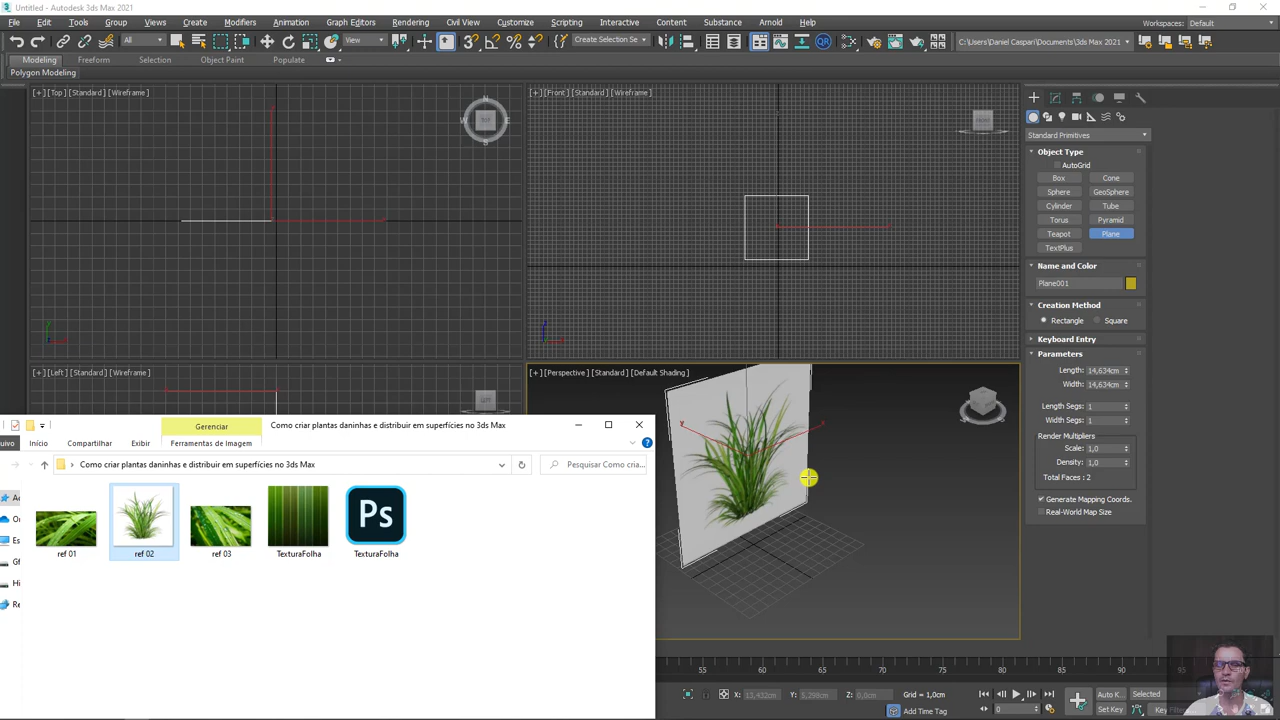 Untitled - Autodesk 3ds Max 2021
File Edit Tools Group Views Create Modifiers Animation Graph Editors Rendering Civil View Customize Scripting Interactive Content Substance Arnold Help
Workspaces: Default
All
View
Create Selection Se
C:\Users\Daniel Caspari\Documents\3ds Max 2021
Modeling Freeform Selection Object Paint Populate
Polygon Modeling
[+] [Top] [Standard] [Wireframe]
[+] [Front] [Standard] [Wireframe]
[+] [Left] [Standard] [Wireframe]
[+] [Perspective] [Standard] [Default Shading]
Standard Primitives
Object Type
AutoGrid
Box Cone
Sphere GeoSphere
Cylinder Tube
Torus Pyramid
Teapot Plane
TextPlus
Name and Color
Plane001
Creation Method
Rectangle Square
Keyboard Entry
Parameters
Length: 14,634cm
Width: 14,634cm
Length Segs: 1
Width Segs: 1
Render Multipliers
Scale: 1,0
Density: 1,0
Total Faces : 2
Generate Mapping Coords.
Real-World Map Size
Gerenciar
Como criar plantas daninhas e distribuir em superfícies no 3ds Max
quivo Início Compartilhar Exibir Ferramentas de Imagem
Como criar plantas daninhas e distribuir em superfícies no 3ds Max
Pesquisar Como cria...
ref 01
ref 02
ref 03
TexturaFolha
Ps
TexturaFolha
55 60 65 70 75 80 85 90 95 100
X: 13,432cm Y: 5,298cm Z: 0,0cm Grid = 1,0cm
Add Time Tag
0
Auto K... Selected
Set Key Key Filters...